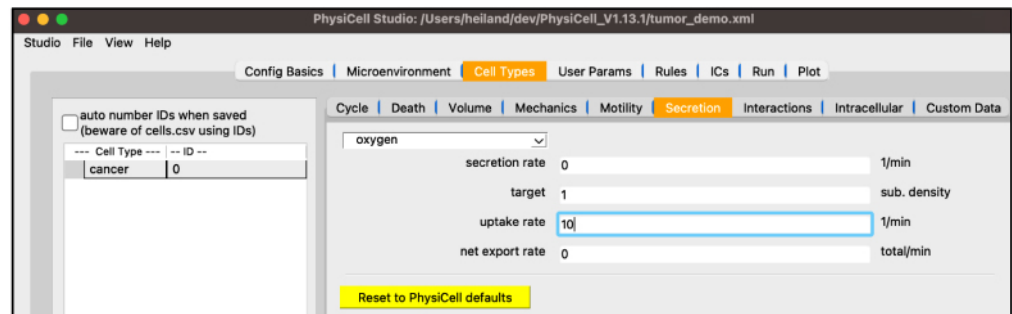 PhysiCell Studio: /Users/heiland/dev/PhysiCell_V1.13.1/tumor_demo.xml
Studio File View Help
Config Basics Microenvironment Cell Types User Params Rules ICs Run Plot
auto number IDs when saved
(beware of cells.csv using IDs)
--- Cell Type --- -- ID --
cancer 0
Cycle Death Volume Mechanics Motility Secretion Interactions Intracellular Custom Data
oxygen
secretion rate 0 1/min
target 1 sub. density
uptake rate 10 1/min
net export rate 0 total/min
Reset to PhysiCell defaults